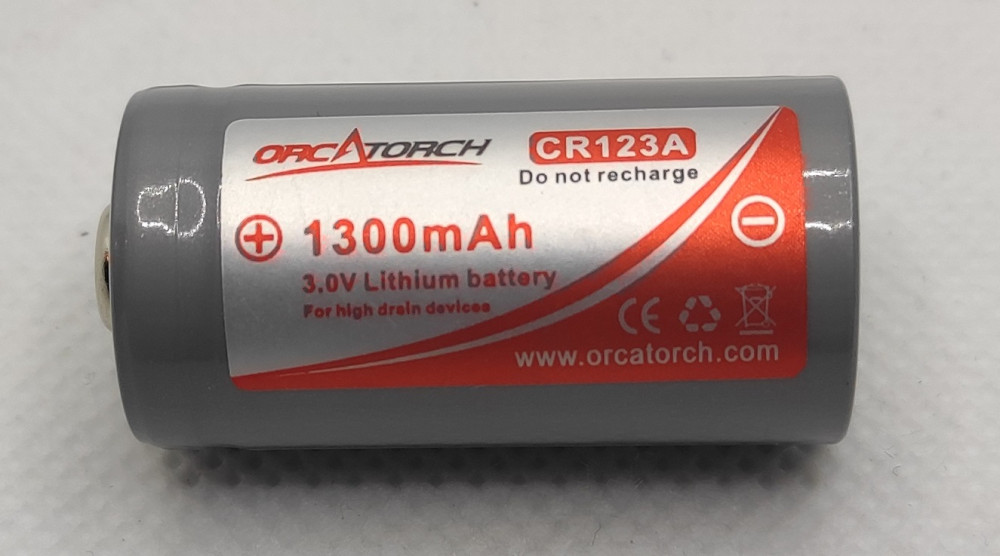 ORCATORCH
CR123A
Do not recharge
1300mAh
3.0V Lithium battery
For high drain devices
CE
www.orcatorch.com